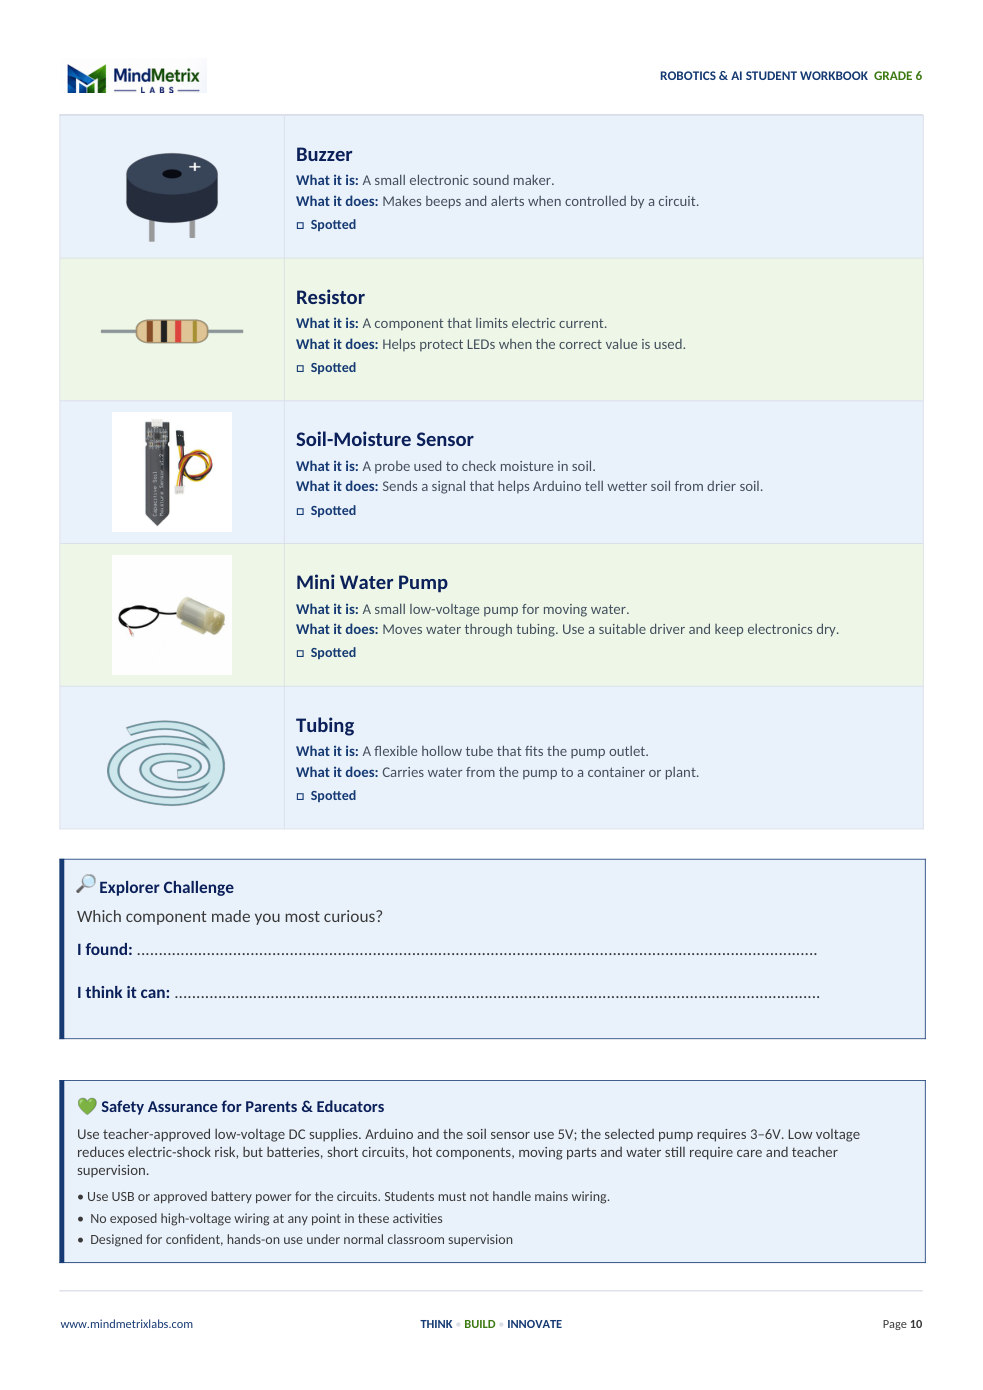 MindMetrix
LABS
ROBOTICS & AI STUDENT WORKBOOK GRADE 6
Buzzer
What it is: A small electronic sound maker.
What it does: Makes beeps and alerts when controlled by a circuit.
□ Spotted
Resistor
What it is: A component that limits electric current.
What it does: Helps protect LEDs when the correct value is used.
□ Spotted
Capacitive Soil
Moisture Sensor v1.2
Soil-Moisture Sensor
What it is: A probe used to check moisture in soil.
What it does: Sends a signal that helps Arduino tell wetter soil from drier soil.
□ Spotted
Mini Water Pump
What it is: A small low-voltage pump for moving water.
What it does: Moves water through tubing. Use a suitable driver and keep electronics dry.
□ Spotted
Tubing
What it is: A flexible hollow tube that fits the pump outlet.
What it does: Carries water from the pump to a container or plant.
□ Spotted
🔎 Explorer Challenge
Which component made you most curious?
I found: ..........................................................................................................................................................
I think it can: ..................................................................................................................................................
💚 Safety Assurance for Parents & Educators
Use teacher-approved low-voltage DC supplies. Arduino and the soil sensor use 5V; the selected pump requires 3–6V. Low voltage
reduces electric-shock risk, but batteries, short circuits, hot components, moving parts and water still require care and teacher
supervision.
• Use USB or approved battery power for the circuits. Students must not handle mains wiring.
• No exposed high-voltage wiring at any point in these activities
• Designed for confident, hands-on use under normal classroom supervision
www.mindmetrixlabs.com
THINK • BUILD • INNOVATE
Page 10